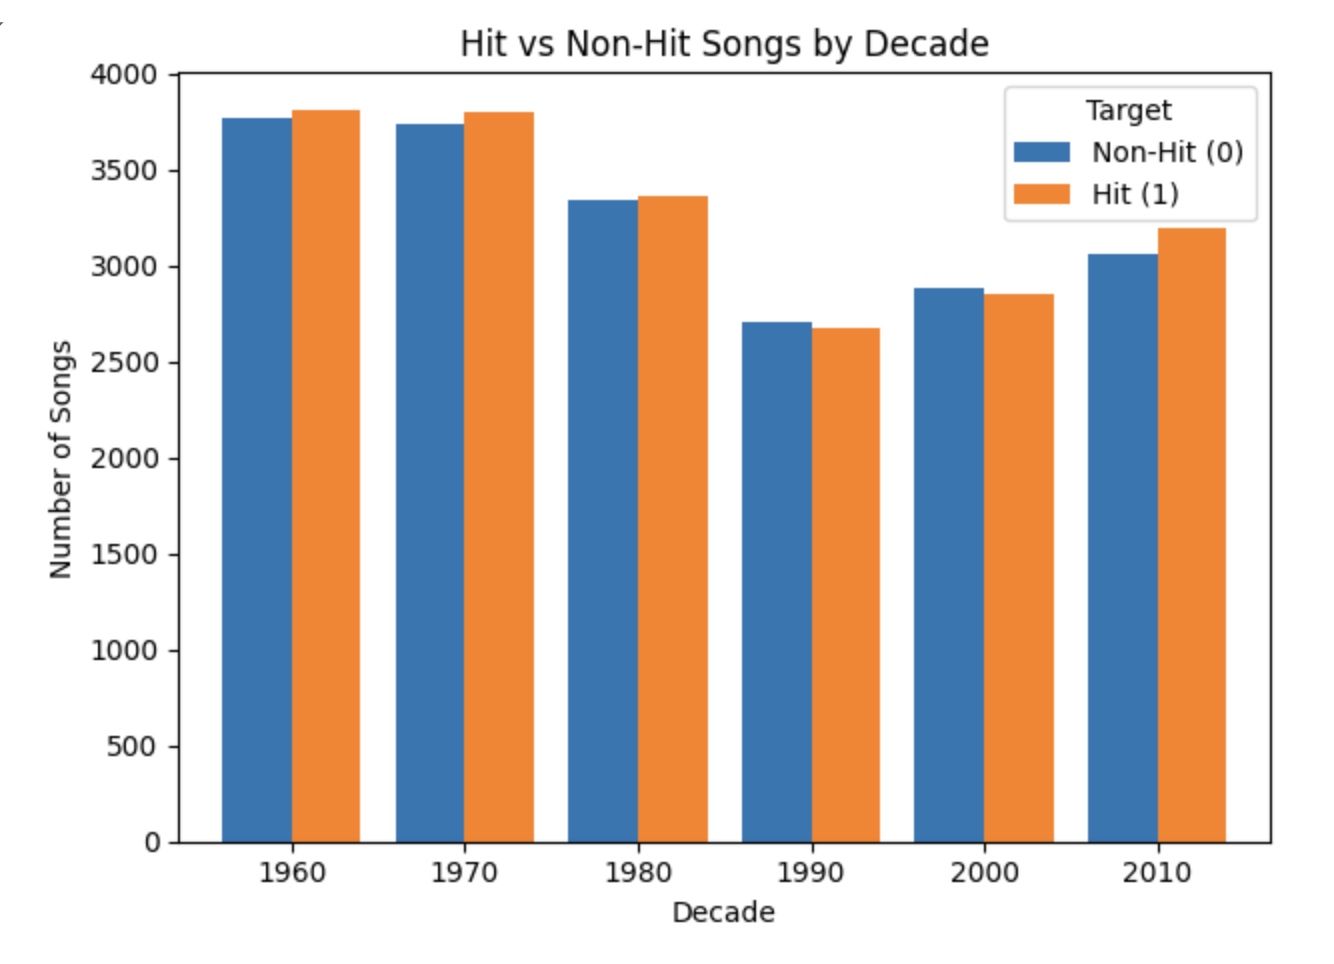 Hit vs Non-Hit Songs by Decade
Target
Non-Hit (0)
Hit (1)
Number of Songs
4000
3500
3000
2500
2000
1500
1000
500
0
1960 1970 1980 1990 2000 2010
Decade